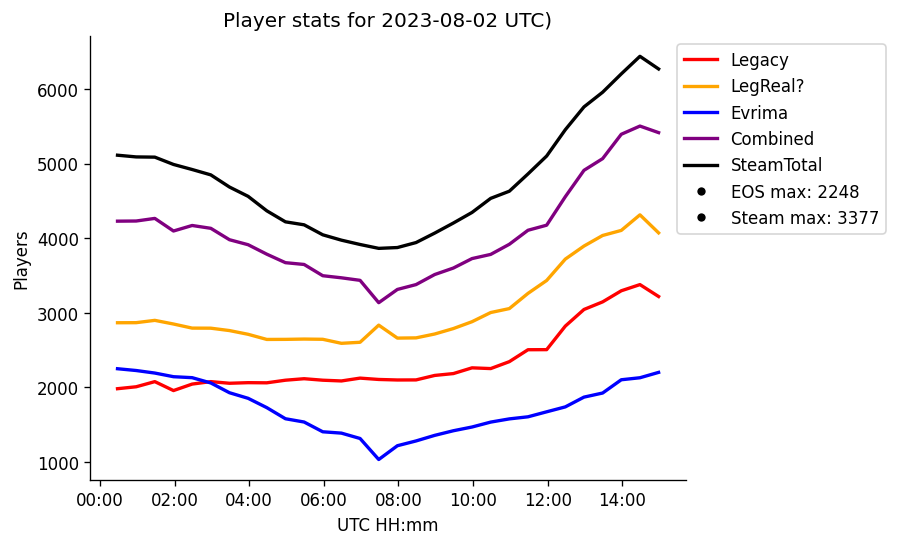 Player stats for 2023-08-02 UTC)
Legacy
LegReal?
Evrima
Combined
SteamTotal
EOS max: 2248
Steam max: 3377
Players
6000
5000
4000
3000
2000
1000
00:00 02:00 04:00 06:00 08:00 10:00 12:00 14:00
UTC HH:mm